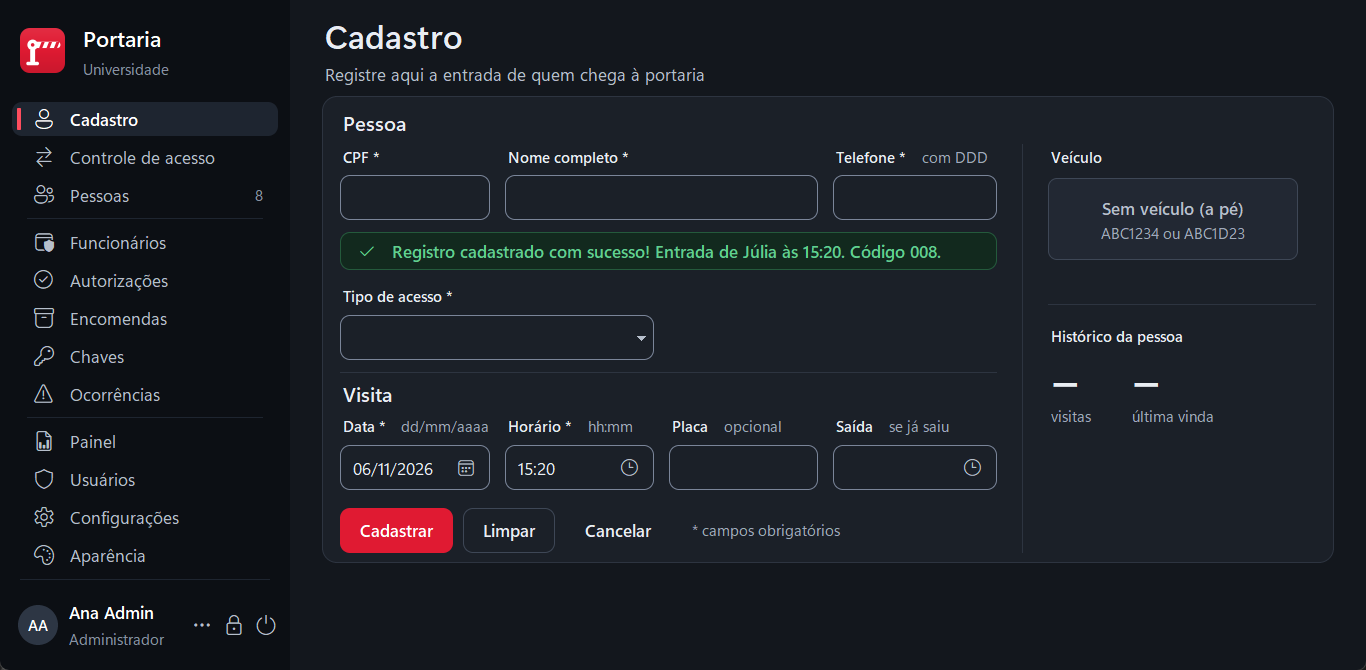 Portaria
Universidade
Cadastro
Controle de acesso
Pessoas 8
Funcionários
Autorizações
Encomendas
Chaves
Ocorrências
Painel
Usuários
Configurações
Aparência
AA
Ana Admin
Administrador
Cadastro
Registre aqui a entrada de quem chega à portaria
Pessoa
CPF * Nome completo * Telefone * com DDD
Registro cadastrado com sucesso! Entrada de Júlia às 15:20. Código 008.
Tipo de acesso *
Visita
Data * dd/mm/aaaa Horário * hh:mm Placa opcional Saída se já saiu
06/11/2026 15:20
Cadastrar Limpar Cancelar * campos obrigatórios
Veículo
Sem veículo (a pé)
ABC1234 ou ABC1D23
Histórico da pessoa
— —
visitas última vinda